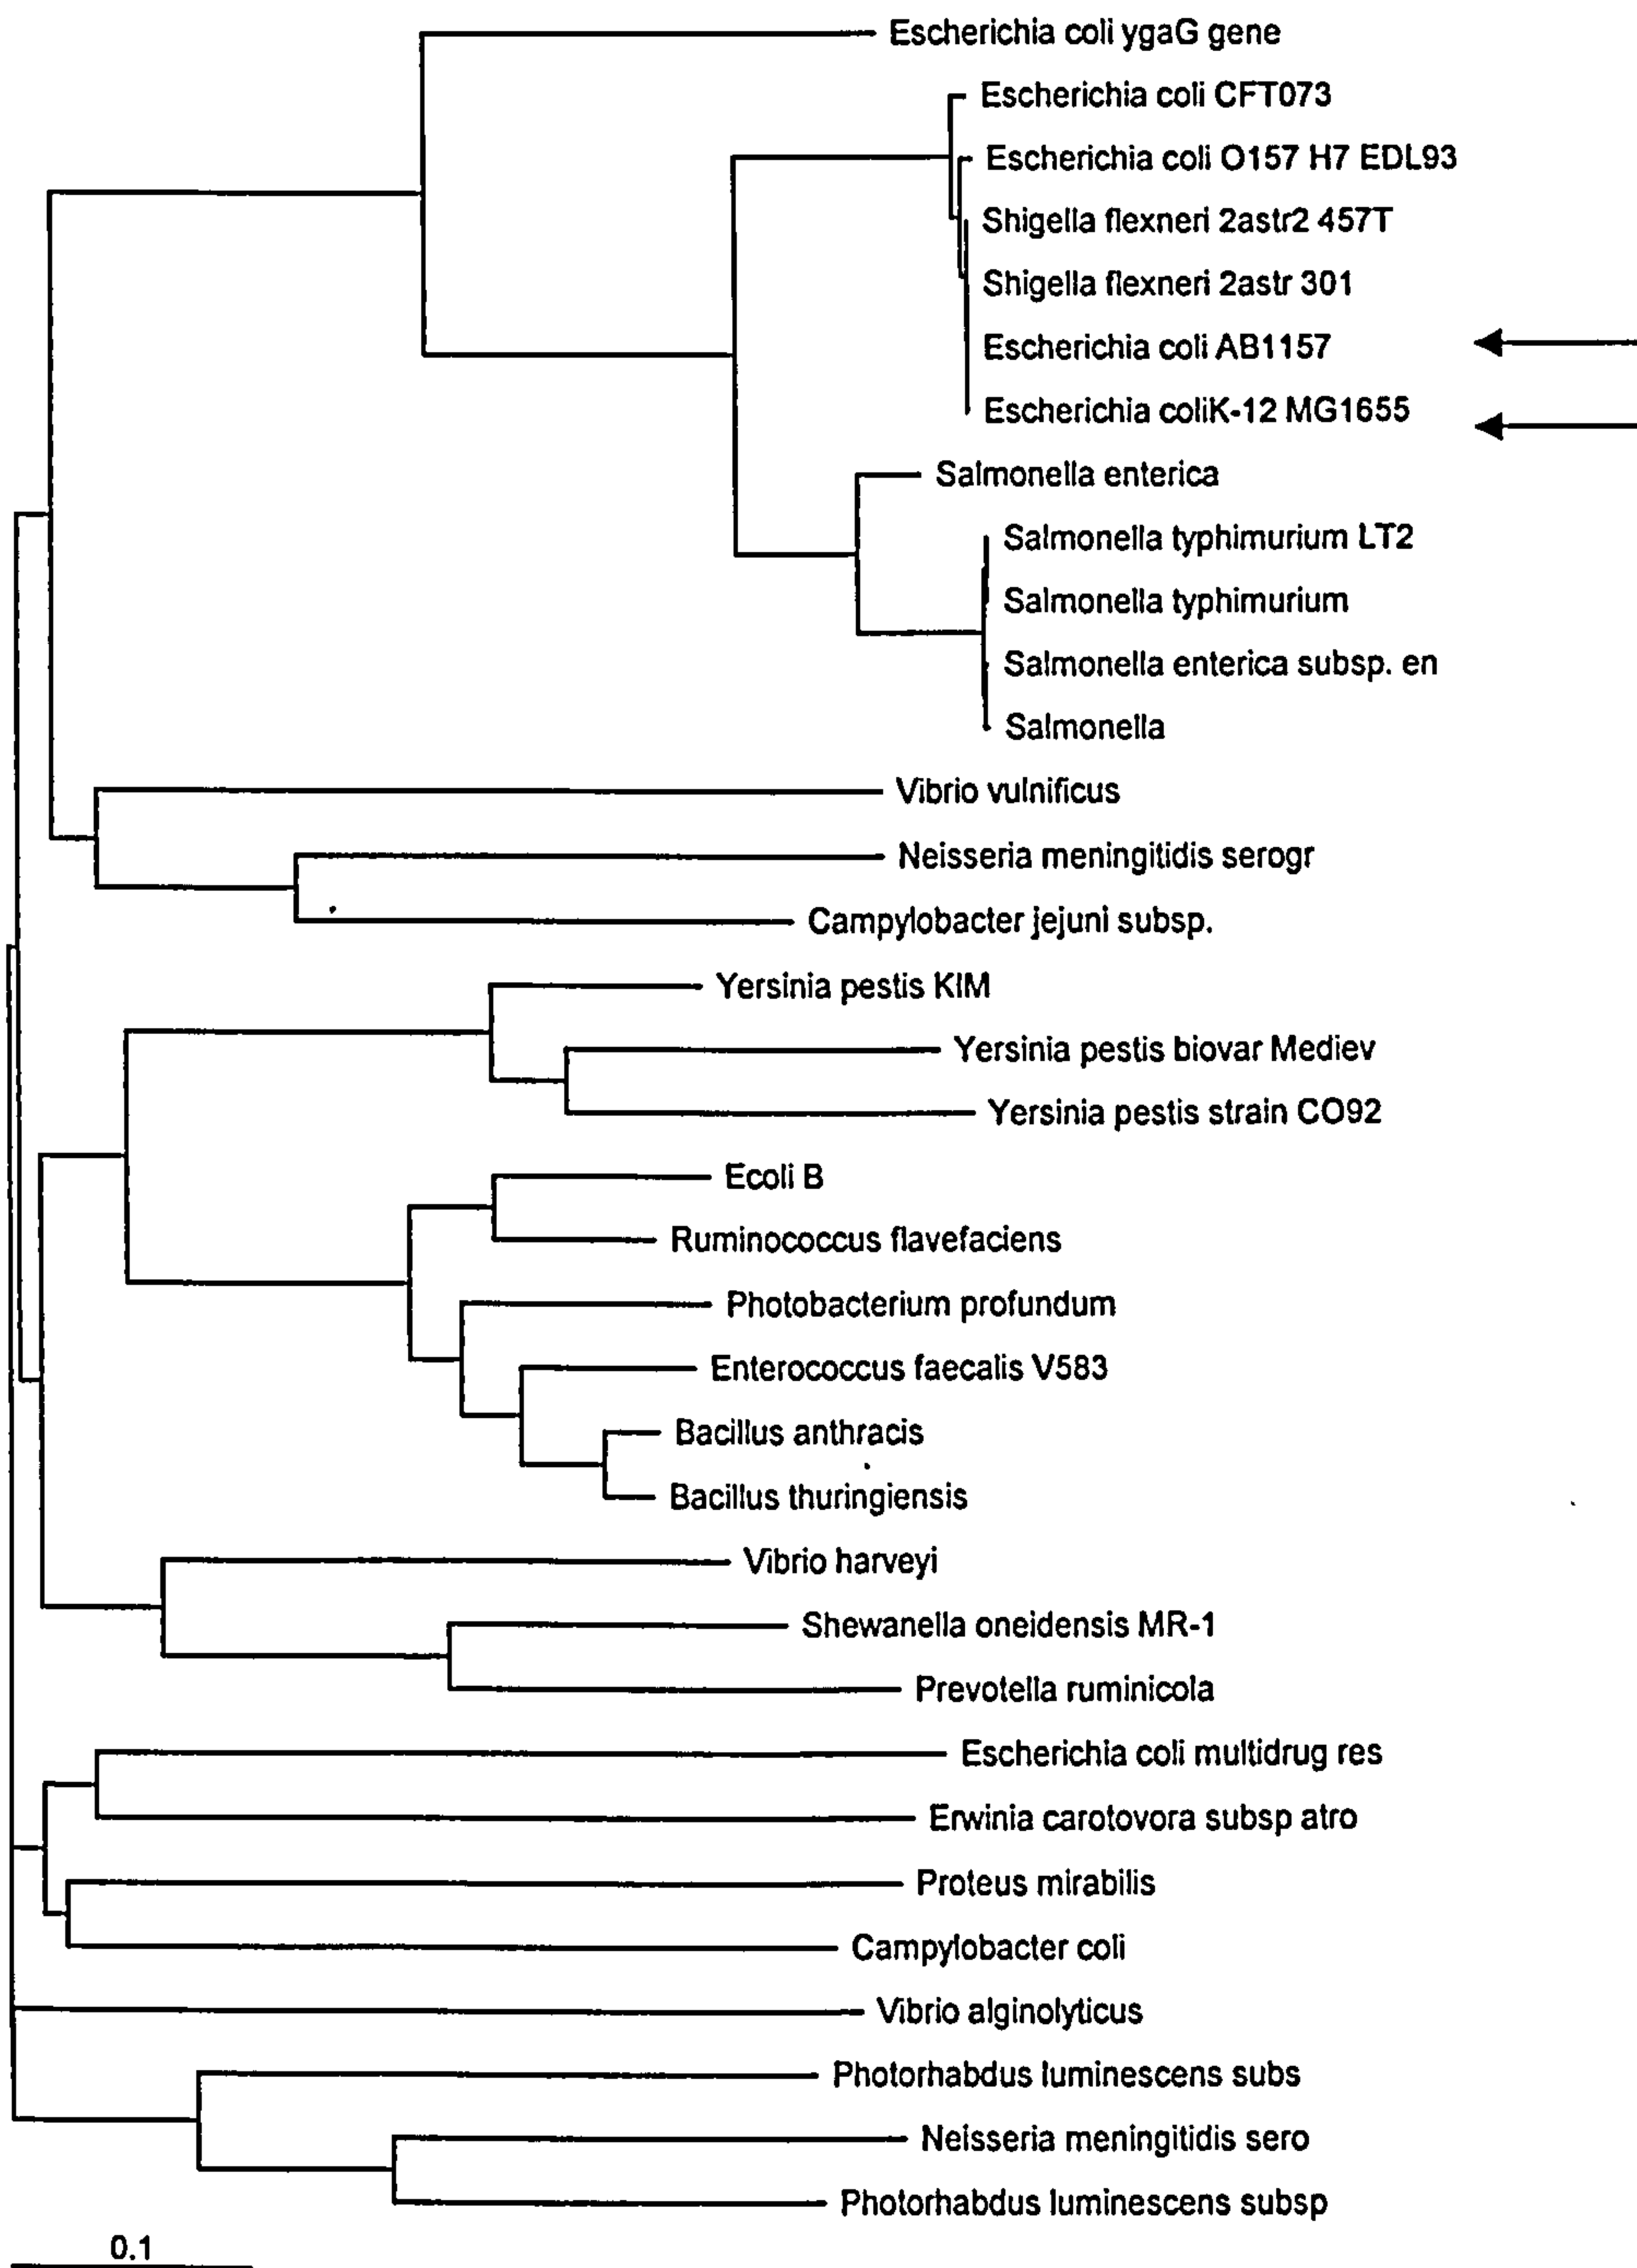 Escherichia coli ygaG gene
Escherichia coli CFT073
Escherichia coli O157 H7 EDL93
Shigella flexneri 2astr2 457T
Shigella flexneri 2astr 301
Escherichia coli AB1157
Escherichia coliK-12 MG1655
Salmonella enterica
Salmonella typhimurium LT2
Salmonella typhimurium
Salmonella enterica subsp. en
Salmonella
Vibrio vulnificus
Neisseria meningitidis serogr
Campylobacter jejuni subsp.
Yersinia pestis KIM
Yersinia pestis biovar Mediev
Yersinia pestis strain CO92
Ecoli B
Ruminococcus flavefaciens
Photobacterium profundum
Enterococcus faecalis V583
Bacillus anthracis
Bacillus thuringiensis
Vibrio harveyi
Shewanella oneidensis MR-1
Prevotella ruminicola
Escherichia coli multidrug res
Erwinia carotovora subsp atro
Proteus mirabilis
Campylobacter coli
Vibrio alginolyticus
Photorhabdus luminescens subs
Neisseria meningitidis sero
Photorhabdus luminescens subsp
0.1